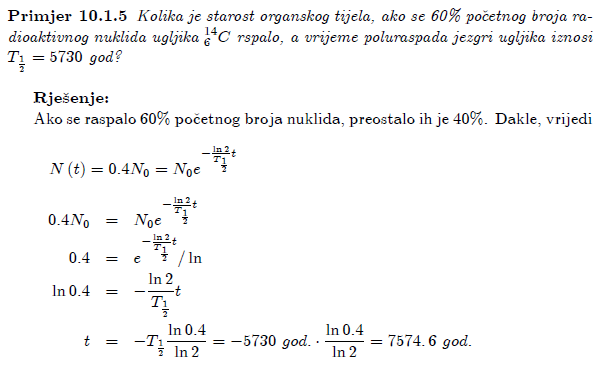 Primjer 10.1.5 Kolika je starost organskog tijela, ako se 60% početnog broja ra-
dioaktivnog nuklida ugljika ${}^{14}_{6}C$ rspalo, a vrijeme poluraspada jezgri ugljika iznosi
$T_{\frac{1}{2}} = 5730$ god?
Rješenje:
Ako se raspalo 60% početnog broja nuklida, preostalo ih je 40%. Dakle, vrijedi
$N(t) = 0.4N_0 = N_0 e^{-\frac{\ln 2}{T_{\frac{1}{2}}}t}$
$0.4N_0 = N_0 e^{-\frac{\ln 2}{T_{\frac{1}{2}}}t}$
$0.4 = e^{-\frac{\ln 2}{T_{\frac{1}{2}}}t} / \ln$
$\ln 0.4 = -\frac{\ln 2}{T_{\frac{1}{2}}}t$
$t = -T_{\frac{1}{2}}\frac{\ln 0.4}{\ln 2} = -5730 \text{ god.} \cdot \frac{\ln 0.4}{\ln 2} = 7574.6 \text{ god.}$